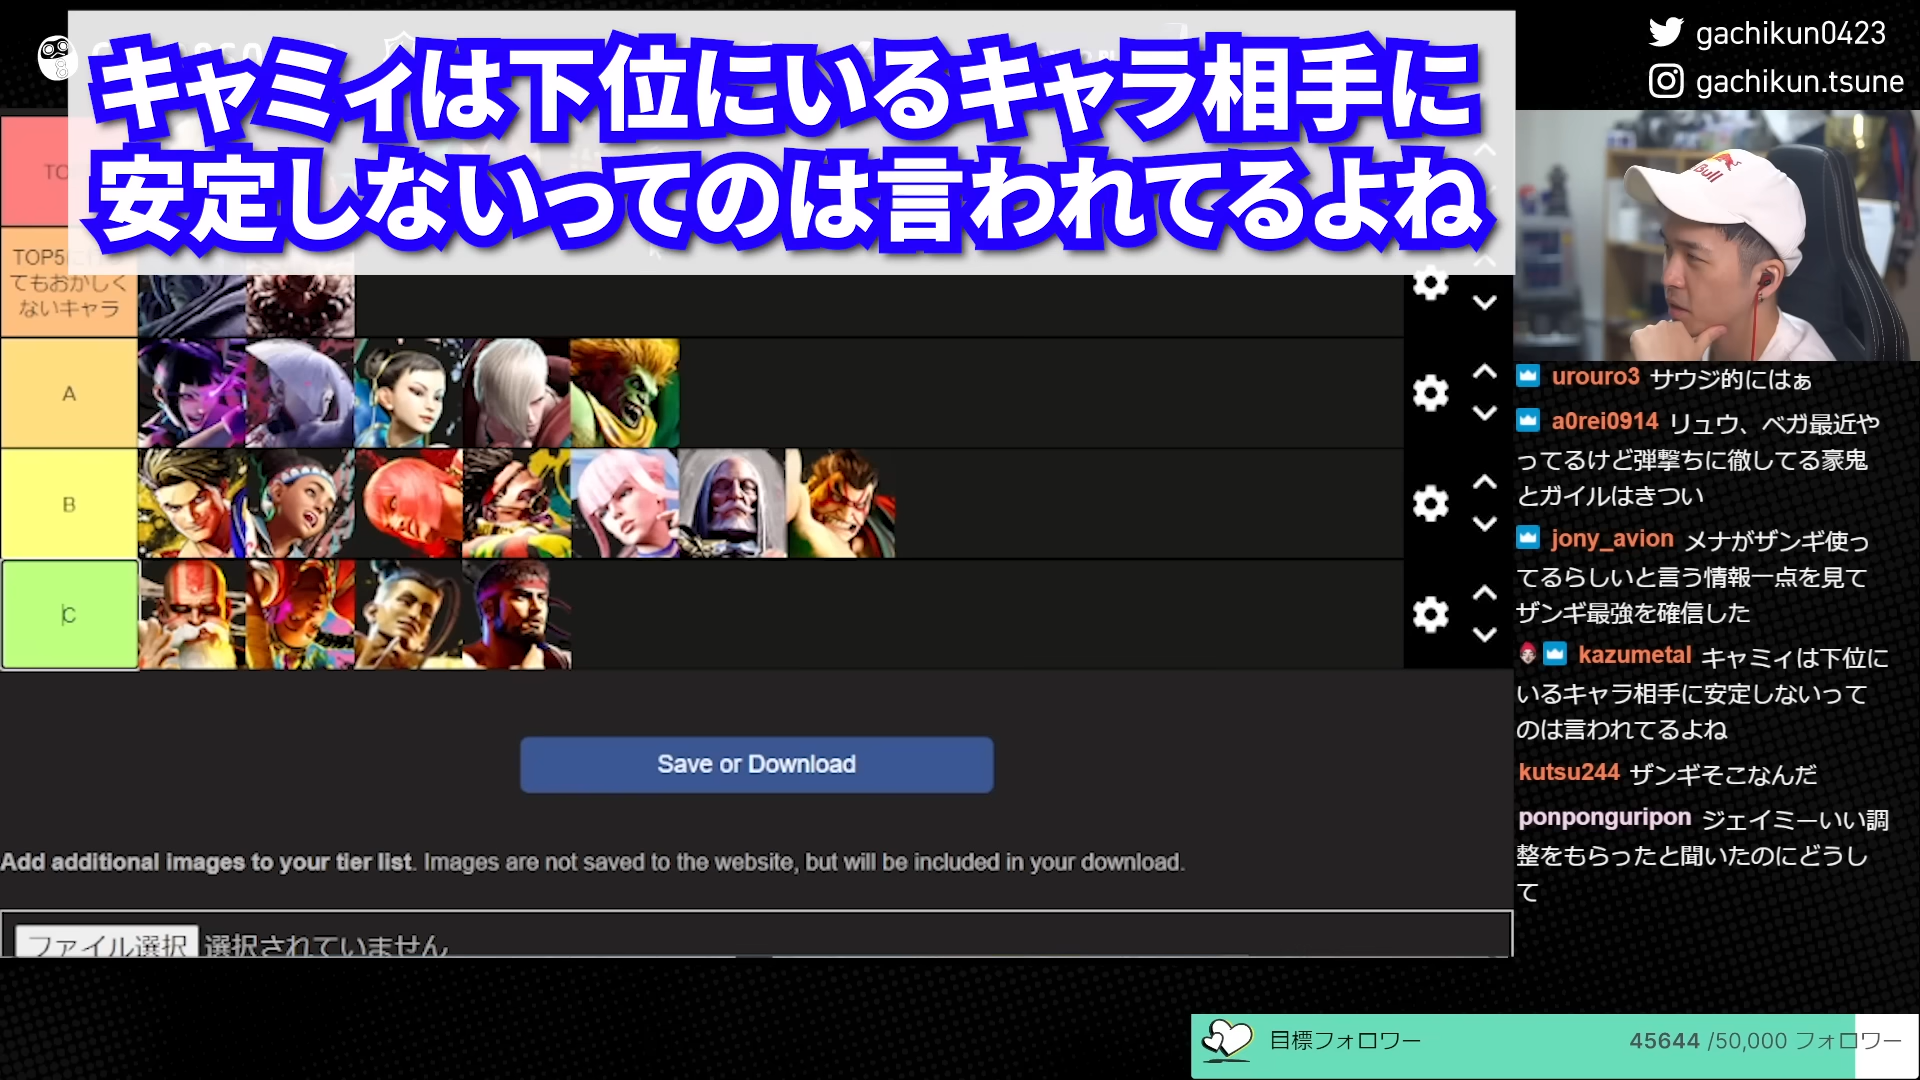 キャミィは下位にいるキャラ相手に
安定しないってのは言われてるよね
gachikun0423
gachikun.tsune
TOP5に
てもおかしく
ないキャラ
A
B
C
Save or Download
Add additional images to your tier list. Images are not saved to the website, but will be included in your download.
ファイル選択 選択されていません
Red Bull
urouro3 サウジ的にはぁ
a0rei0914 リュウ、ベガ最近や
ってるけど弾撃ちに徹してる豪鬼
とガイルはきつい
jony_avion メナがザンギ使っ
てるらしいと言う情報一点を見て
ザンギ最強を確信した
kazumetal キャミィは下位に
いるキャラ相手に安定しないって
のは言われてるよね
kutsu244 ザンギそこなんだ
ponponguripon ジェイミーいい調
整をもらったと聞いたのにどうし
て
目標フォロワー 45644 /50,000 フォロワー